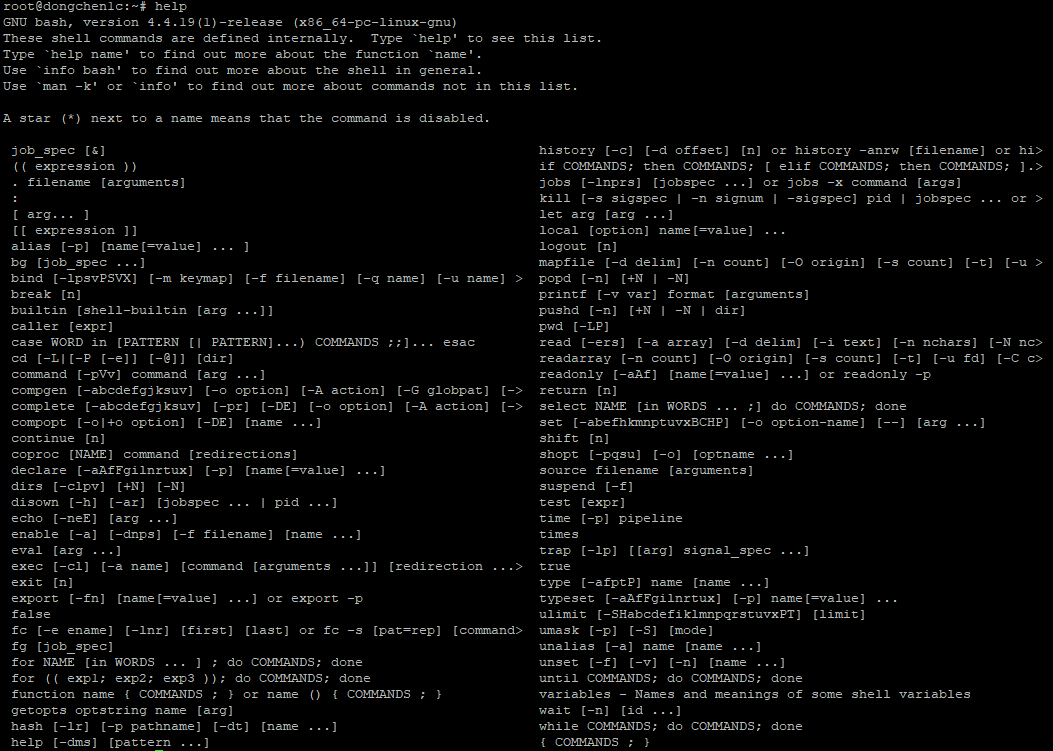 root@dongchen1c:~# help
GNU bash, version 4.4.19(1)-release (x86_64-pc-linux-gnu)
These shell commands are defined internally.  Type `help' to see this list.
Type `help name' to find out more about the function `name'.
Use `info bash' to find out more about the shell in general.
Use `man -k' or `info' to find out more about commands not in this list.
A star (*) next to a name means that the command is disabled.
job_spec [&]
(( expression ))
. filename [arguments]
:
[ arg... ]
[[ expression ]]
alias [-p] [name[=value] ... ]
bg [job_spec ...]
bind [-lpsvPSVX] [-m keymap] [-f filename] [-q name] [-u name] >
break [n]
builtin [shell-builtin [arg ...]]
caller [expr]
case WORD in [PATTERN [| PATTERN]...) COMMANDS ;;]... esac
cd [-L|[-P [-e]] [-@]] [dir]
command [-pVv] command [arg ...]
compgen [-abcdefgjksuv] [-o option] [-A action] [-G globpat] [->
complete [-abcdefgjksuv] [-pr] [-DE] [-o option] [-A action] [->
compopt [-o|+o option] [-DE] [name ...]
continue [n]
coproc [NAME] command [redirections]
declare [-aAfFgilnrtux] [-p] [name[=value] ...]
dirs [-clpv] [+N] [-N]
disown [-h] [-ar] [jobspec ... | pid ...]
echo [-neE] [arg ...]
enable [-a] [-dnps] [-f filename] [name ...]
eval [arg ...]
exec [-cl] [-a name] [command [arguments ...]] [redirection ...>
exit [n]
export [-fn] [name[=value] ...] or export -p
false
fc [-e ename] [-lnr] [first] [last] or fc -s [pat=rep] [command>
fg [job_spec]
for NAME [in WORDS ... ] ; do COMMANDS; done
for (( exp1; exp2; exp3 )); do COMMANDS; done
function name { COMMANDS ; } or name () { COMMANDS ; }
getopts optstring name [arg]
hash [-lr] [-p pathname] [-dt] [name ...]
help [-dms] [pattern ...]
history [-c] [-d offset] [n] or history -anrw [filename] or hi>
if COMMANDS; then COMMANDS; [ elif COMMANDS; then COMMANDS; ].>
jobs [-lnprs] [jobspec ...] or jobs -x command [args]
kill [-s sigspec | -n signum | -sigspec] pid | jobspec ... or >
let arg [arg ...]
local [option] name[=value] ...
logout [n]
mapfile [-d delim] [-n count] [-O origin] [-s count] [-t] [-u >
popd [-n] [+N | -N]
printf [-v var] format [arguments]
pushd [-n] [+N | -N | dir]
pwd [-LP]
read [-ers] [-a array] [-d delim] [-i text] [-n nchars] [-N nc>
readarray [-n count] [-O origin] [-s count] [-t] [-u fd] [-C c>
readonly [-aAf] [name[=value] ...] or readonly -p
return [n]
select NAME [in WORDS ... ;] do COMMANDS; done
set [-abefhkmnptuvxBCHP] [-o option-name] [--] [arg ...]
shift [n]
shopt [-pqsu] [-o] [optname ...]
source filename [arguments]
suspend [-f]
test [expr]
time [-p] pipeline
times
trap [-lp] [[arg] signal_spec ...]
true
type [-afptP] name [name ...]
typeset [-aAfFgilnrtux] [-p] name[=value] ...
ulimit [-SHabcdefiklmnpqrstuvxPT] [limit]
umask [-p] [-S] [mode]
unalias [-a] name [name ...]
unset [-f] [-v] [-n] [name ...]
until COMMANDS; do COMMANDS; done
variables - Names and meanings of some shell variables
wait [-n] [id ...]
while COMMANDS; do COMMANDS; done
{ COMMANDS ; }